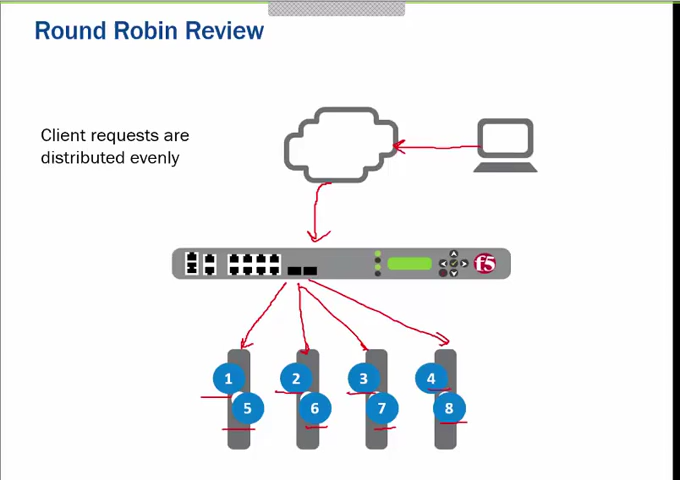 Round Robin Review
Client requests are
distributed evenly
f5
1
2
3
4
5
6
7
8